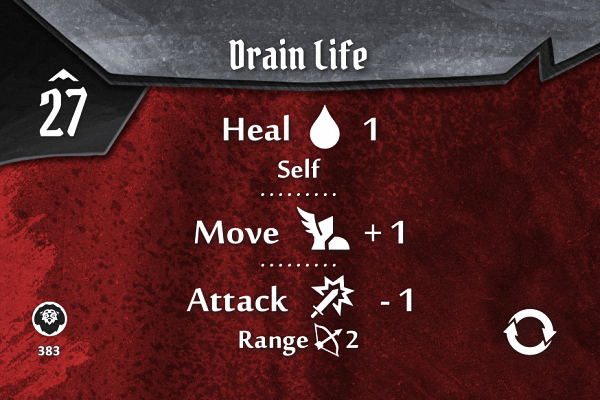 Drain Life
27
Heal 1
Self
Move + 1
Attack - 1
Range 2
383